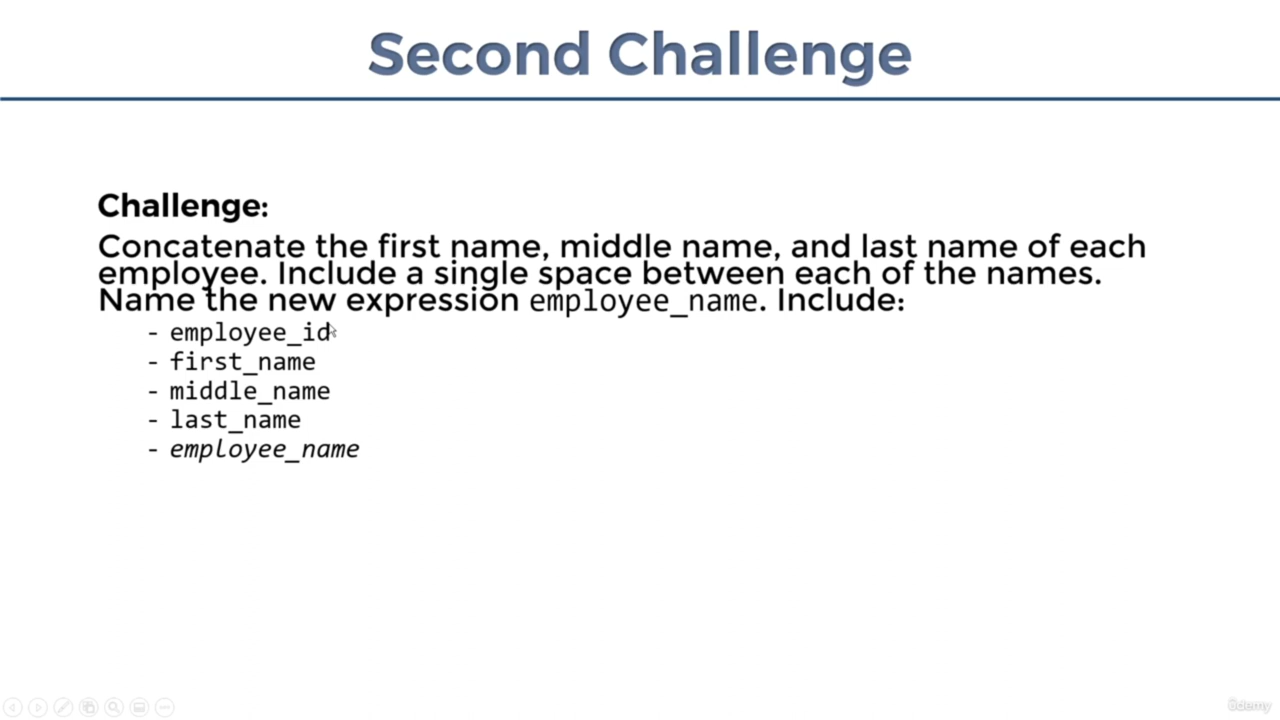 Second Challenge
Challenge:
Concatenate the first name, middle name, and last name of each
employee. Include a single space between each of the names.
Name the new expression employee_name. Include:
- employee_id
- first_name
- middle_name
- last_name
- employee_name
ûdemy